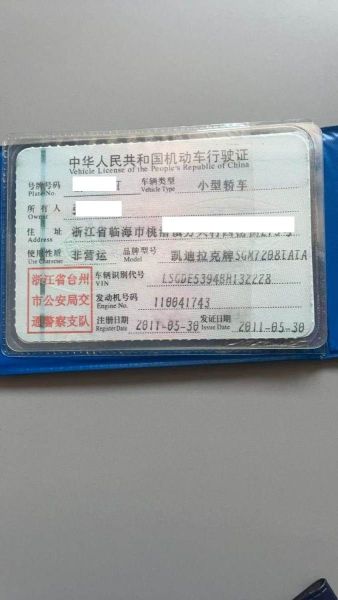 中华人民共和国机动车行驶证
Vehicle License of the People's Republic of China
号牌号码 车辆类型 小型轿车
Plate No. Vehicle Type
所有人
Owner
住址 浙江省临海市桃
Address
使用性质 非营运 品牌型号 凯迪拉克牌SGM7208TATA
Use Character Model
浙江省台州
市公安局交
通警察支队
车辆识别代号
VIN
发动机号码 110041743
Engine No.
注册日期 2011-05-30 发证日期 2011-05-30
Register Date Issue Date